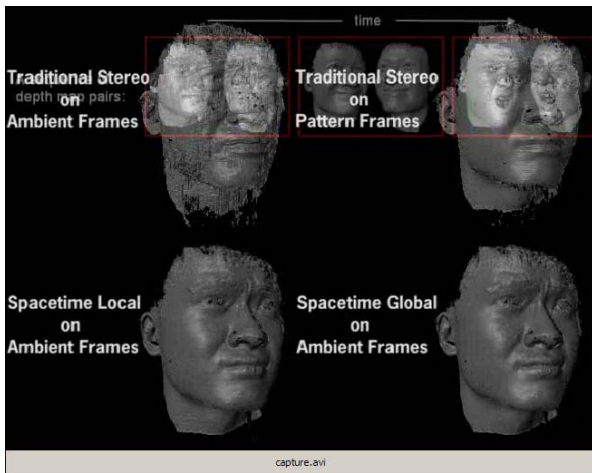 time
Traditional Stereo
depth map pairs:
on
Ambient Frames
Traditional Stereo
on
Pattern Frames
Spacetime Local
on
Ambient Frames
Spacetime Global
on
Ambient Frames
capture.avi